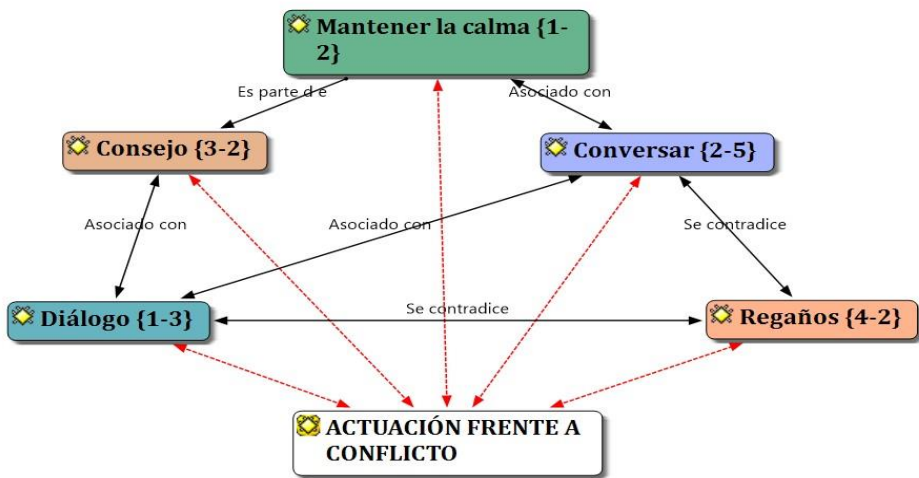 Mantener la calma {1-
2}
Es parte d e
Asociado con
Consejo {3-2}
Conversar {2-5}
Asociado con
Asociado con
Se contradice
Diálogo {1-3}
Se contradice
Regaños {4-2}
ACTUACIÓN FRENTE A
CONFLICTO